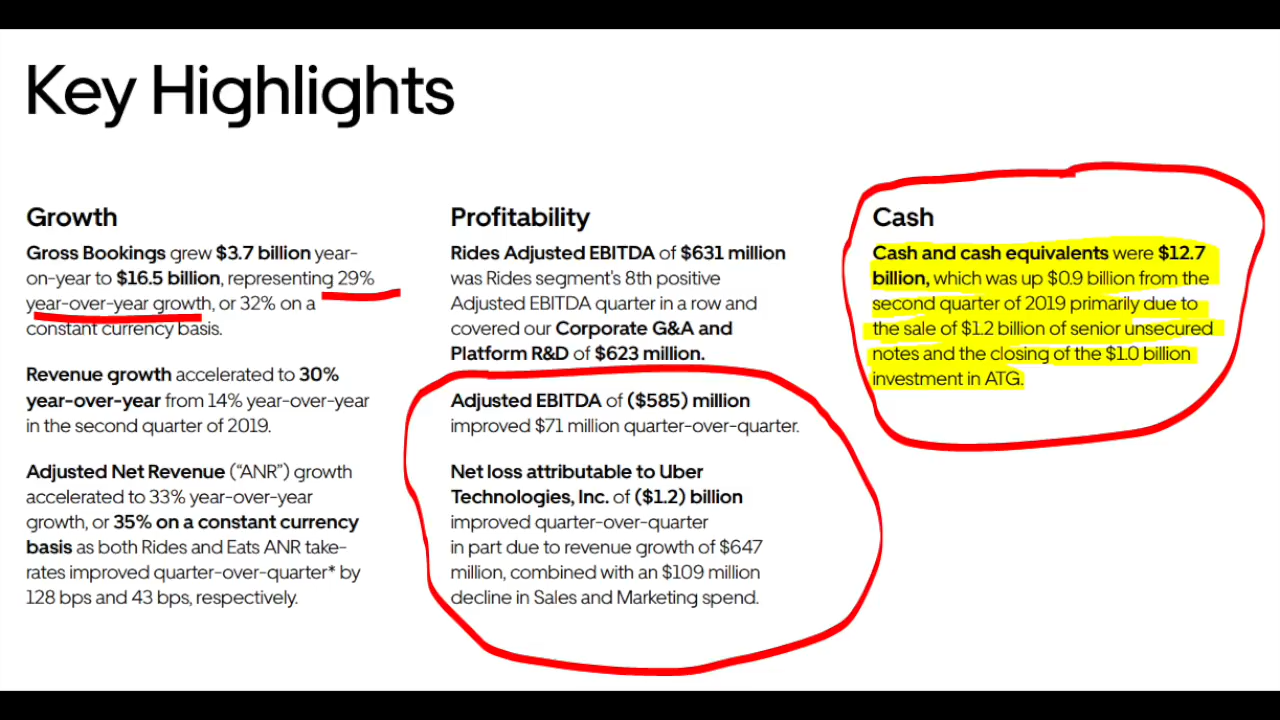 Key Highlights
Growth
Gross Bookings grew $3.7 billion year-
on-year to $16.5 billion, representing 29%
year-over-year growth, or 32% on a
constant currency basis.
Revenue growth accelerated to 30%
year-over-year from 14% year-over-year
in the second quarter of 2019.
Adjusted Net Revenue (“ANR”) growth
accelerated to 33% year-over-year
growth, or 35% on a constant currency
basis as both Rides and Eats ANR take-
rates improved quarter-over-quarter* by
128 bps and 43 bps, respectively.
Profitability
Rides Adjusted EBITDA of $631 million
was Rides segment's 8th positive
Adjusted EBITDA quarter in a row and
covered our Corporate G&A and
Platform R&D of $623 million.
Adjusted EBITDA of ($585) million
improved $71 million quarter-over-quarter.
Net loss attributable to Uber
Technologies, Inc. of ($1.2) billion
improved quarter-over-quarter
in part due to revenue growth of $647
million, combined with an $109 million
decline in Sales and Marketing spend.
Cash
Cash and cash equivalents were $12.7
billion, which was up $0.9 billion from the
second quarter of 2019 primarily due to
the sale of $1.2 billion of senior unsecured
notes and the closing of the $1.0 billion
investment in ATG.